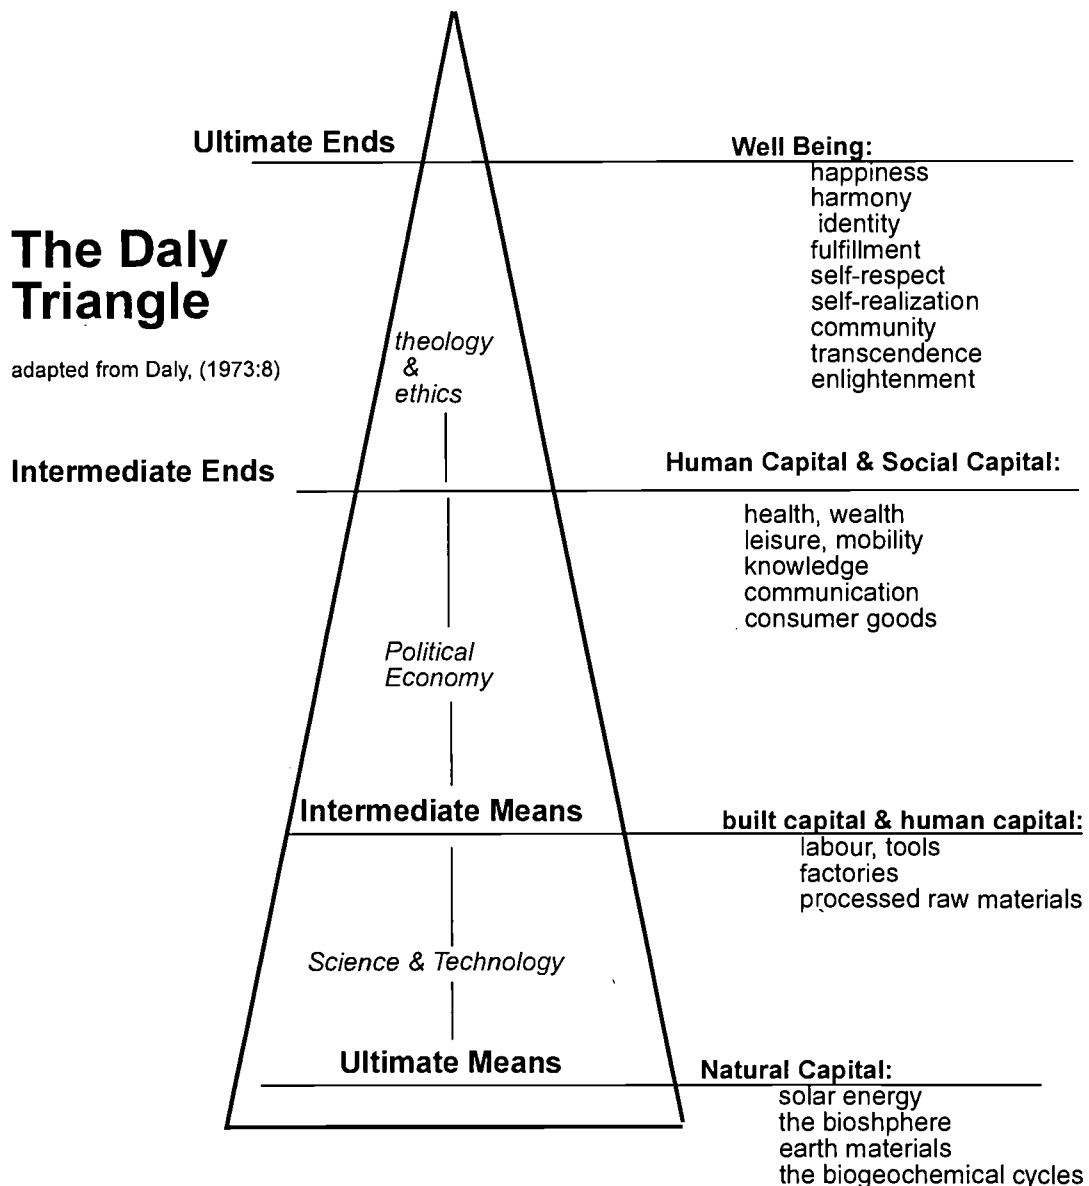 Ultimate Ends
Well Being:
happiness
harmony
identity
fulfillment
self-respect
self-realization
community
transcendence
enlightenment
The Daly
Triangle
adapted from Daly, (1973:8)
theology
&
ethics
Intermediate Ends
Human Capital & Social Capital:
health, wealth
leisure, mobility
knowledge
communication
consumer goods
Political
Economy
Intermediate Means
built capital & human capital:
labour, tools
factories
processed raw materials
Science & Technology
Ultimate Means
Natural Capital:
solar energy
the bioshphere
earth materials
the biogeochemical cycles